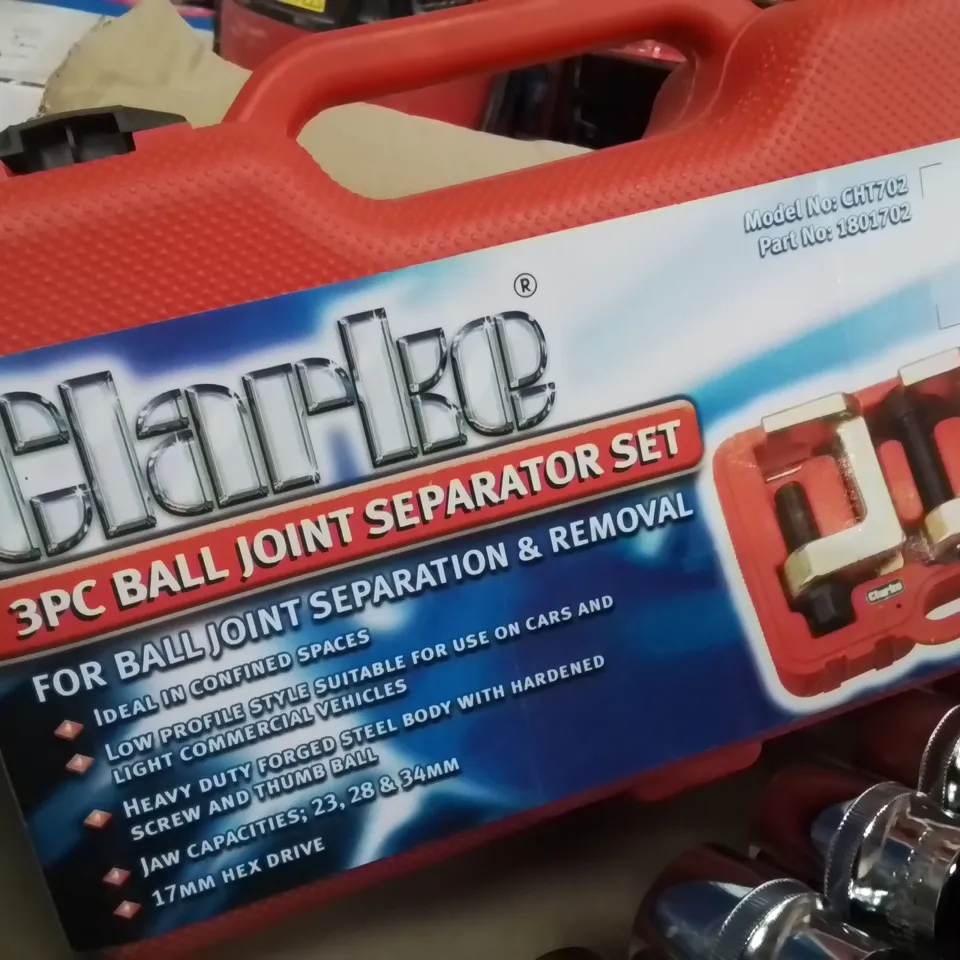 Model No: CHT702
Part No: 1801702
Clarke®
3PC BALL JOINT SEPARATOR SET
FOR BALL JOINT SEPARATION & REMOVAL
IDEAL IN CONFINED SPACES
LOW PROFILE STYLE SUITABLE FOR USE ON CARS AND
LIGHT COMMERCIAL VEHICLES
HEAVY DUTY FORGED STEEL BODY WITH HARDENED
SCREW AND THUMB BALL
JAW CAPACITIES; 23, 28 & 34MM
17MM HEX DRIVE
Clarke